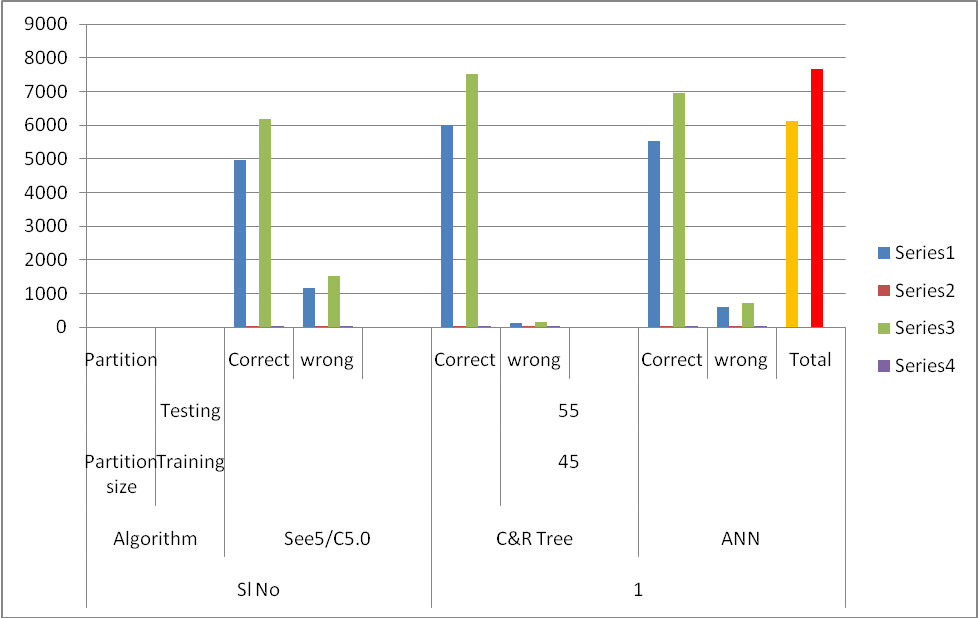 9000
8000
7000
6000
5000
4000
3000
2000
1000
0
Series1
Series2
Series3
Series4
Partition Correct wrong Correct wrong Correct wrong Total
Testing 55
Partition Training 45
size
Algorithm See5/C5.0 C&R Tree ANN
Sl No 1